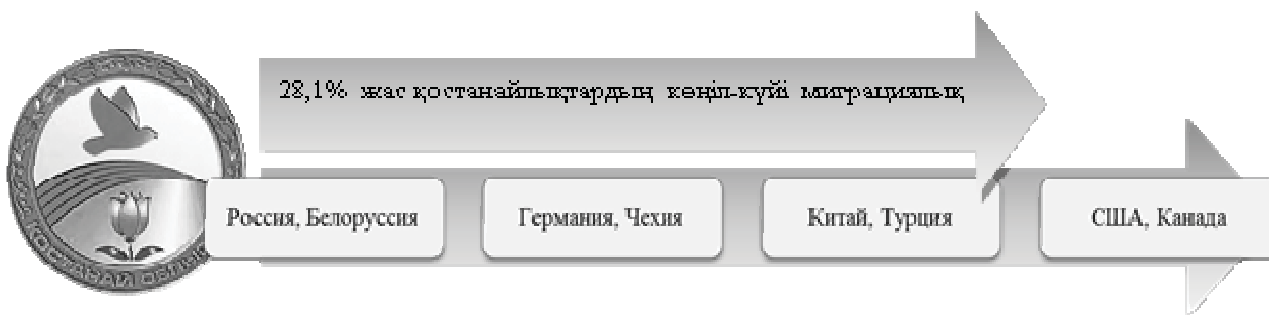 28,1% жас қостанайлықтардың көңіл-күйі миграциялық
Россия, Белоруссия
Германия, Чехия
Китай, Турция
США, Канада